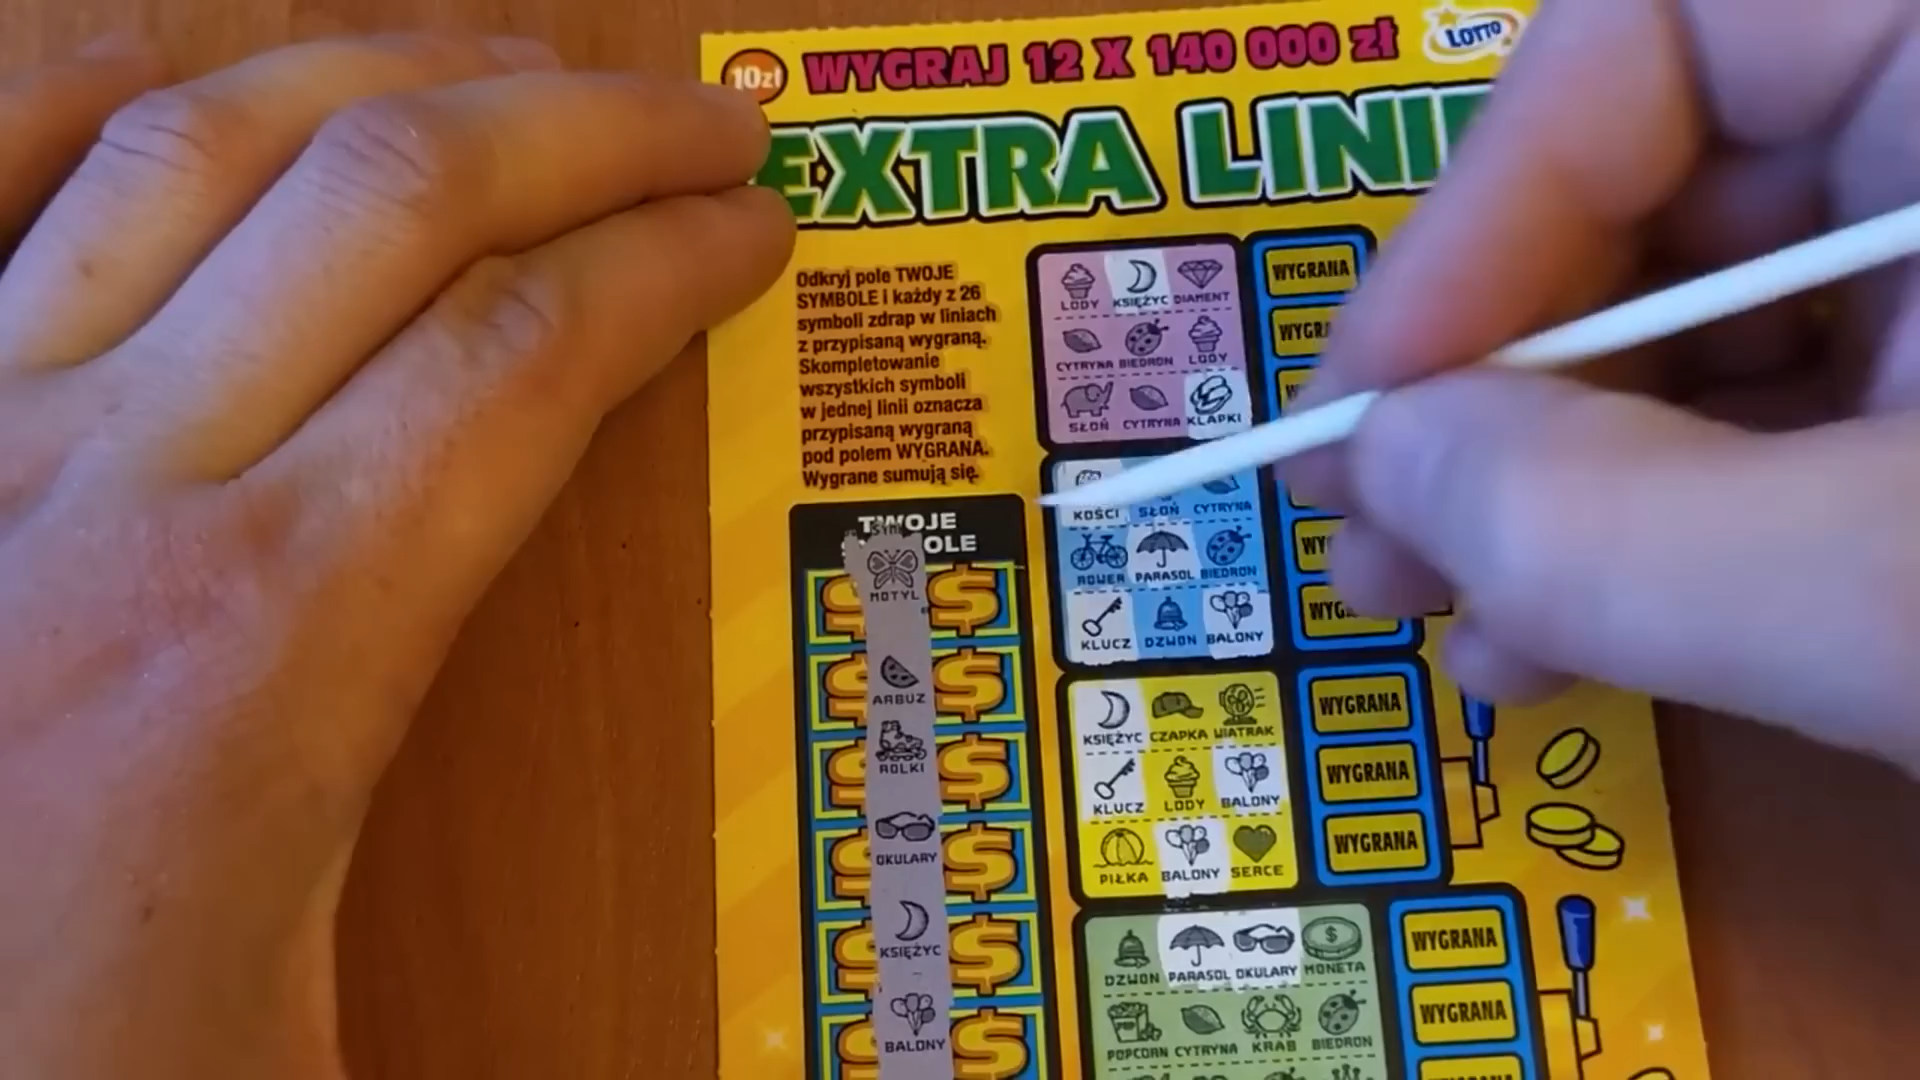 10zł WYGRAJ 12 X 140 000 zł LOTTO
EXTRA LINI
Odkryj pole TWOJE
SYMBOLE i każdy z 26
symboli zdrap w liniach
z przypisaną wygraną.
Skompletowanie
wszystkich symboli
w jednej linii oznacza
przypisaną wygraną
pod polem WYGRANA.
Wygrane sumują się.
TWOJE
OLE
MOTYL
ARBUZ
ROLKI
OKULARY
KSIĘŻYC
BALONY
LODY KSIĘŻYC DIAMENT
WYGRANA
CYTRYNA BIEDRON LODY
WYGR
SŁOŃ CYTRYNA KLAPKI
KOŚCI SŁOŃ CYTRYNA
ROWER PARASOL BIEDRON
WY
KLUCZ DZWON BALONY
WYG
KSIĘŻYC CZAPKA WIATRAK
WYGRANA
KLUCZ LODY BALONY
WYGRANA
PIŁKA BALONY SERCE
WYGRANA
DZWON PARASOL OKULARY MONETA
WYGRANA
POPCORN CYTRYNA KRAB BIEDRON
WYGRANA